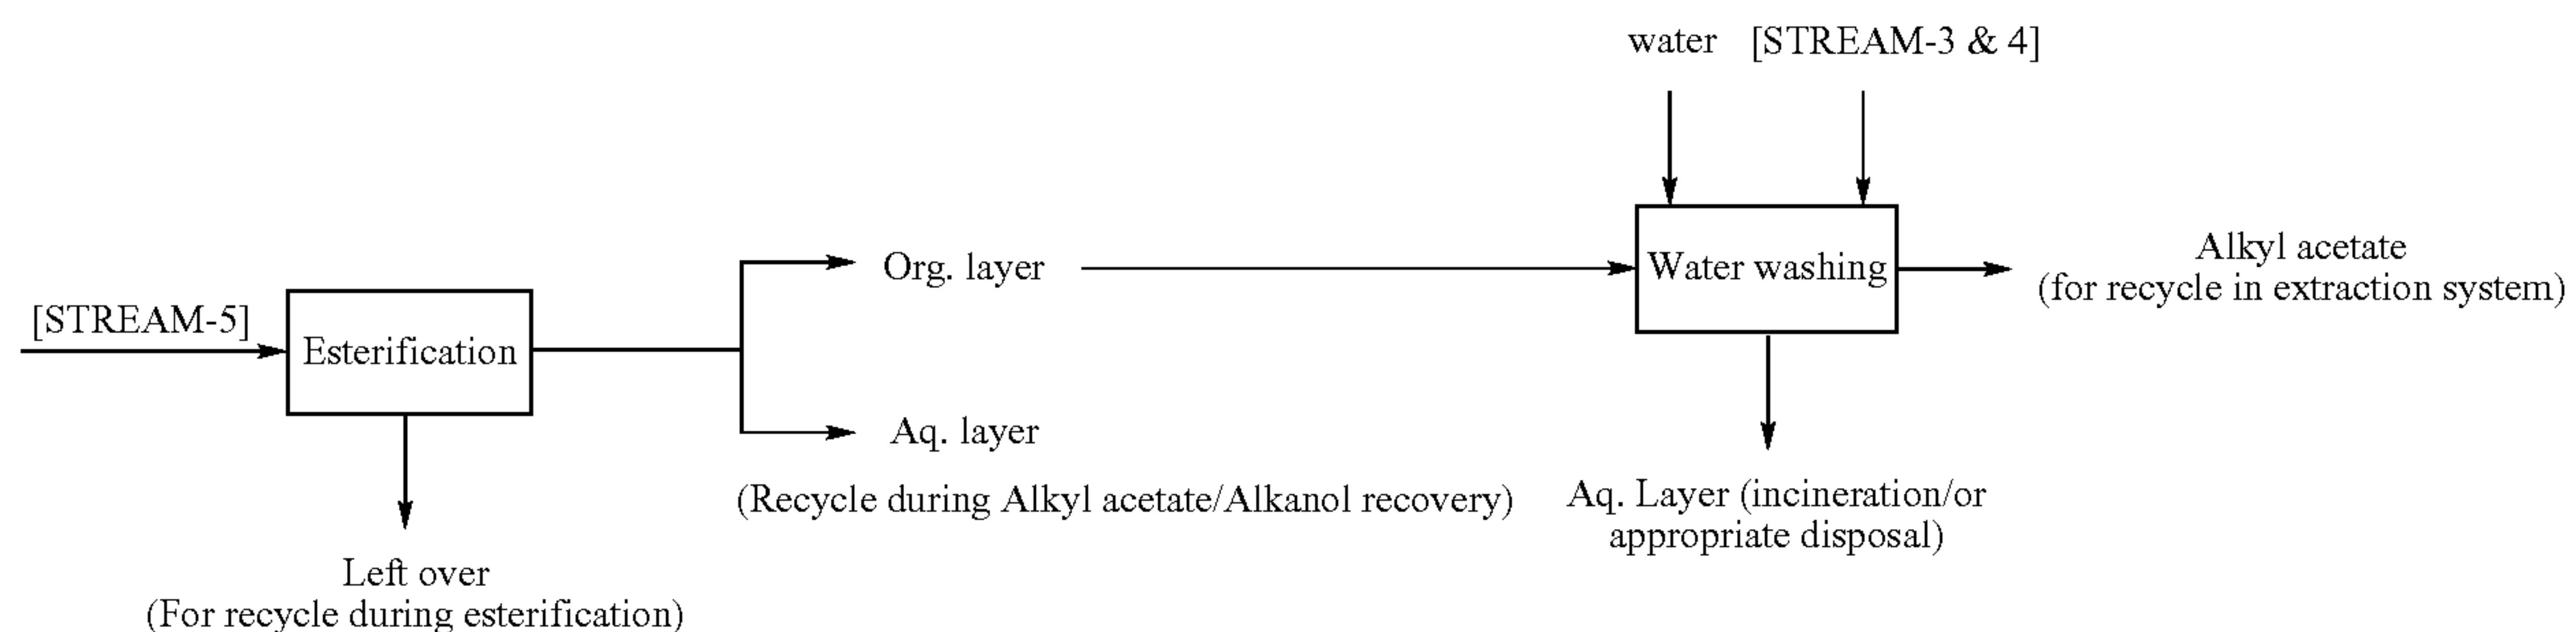 water [STREAM-3 & 4]
[STREAM-5]
Esterification
Org. layer
Water washing
Alkyl acetate
(for recycle in extraction system)
Aq. layer
(Recycle during Alkyl acetate/Alkanol recovery)
Aq. Layer (incineration/or
appropriate disposal)
Left over
(For recycle during esterification)